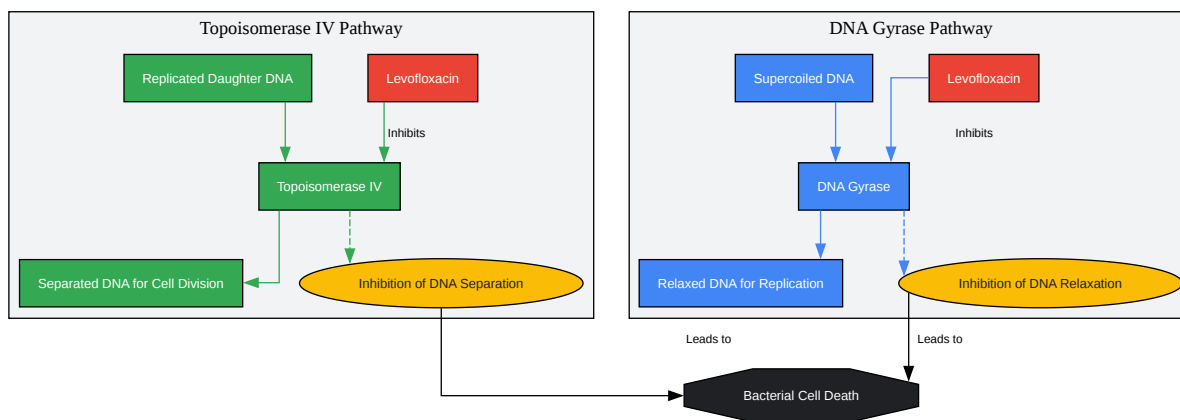 Topoisomerase IV Pathway
DNA Gyrase Pathway
Replicated Daughter DNA
Levofloxacin
Supercoiled DNA
Levofloxacin
Inhibits
Inhibits
Topoisomerase IV
DNA Gyrase
Separated DNA for Cell Division
Inhibition of DNA Separation
Relaxed DNA for Replication
Inhibition of DNA Relaxation
Leads to
Leads to
Bacterial Cell Death